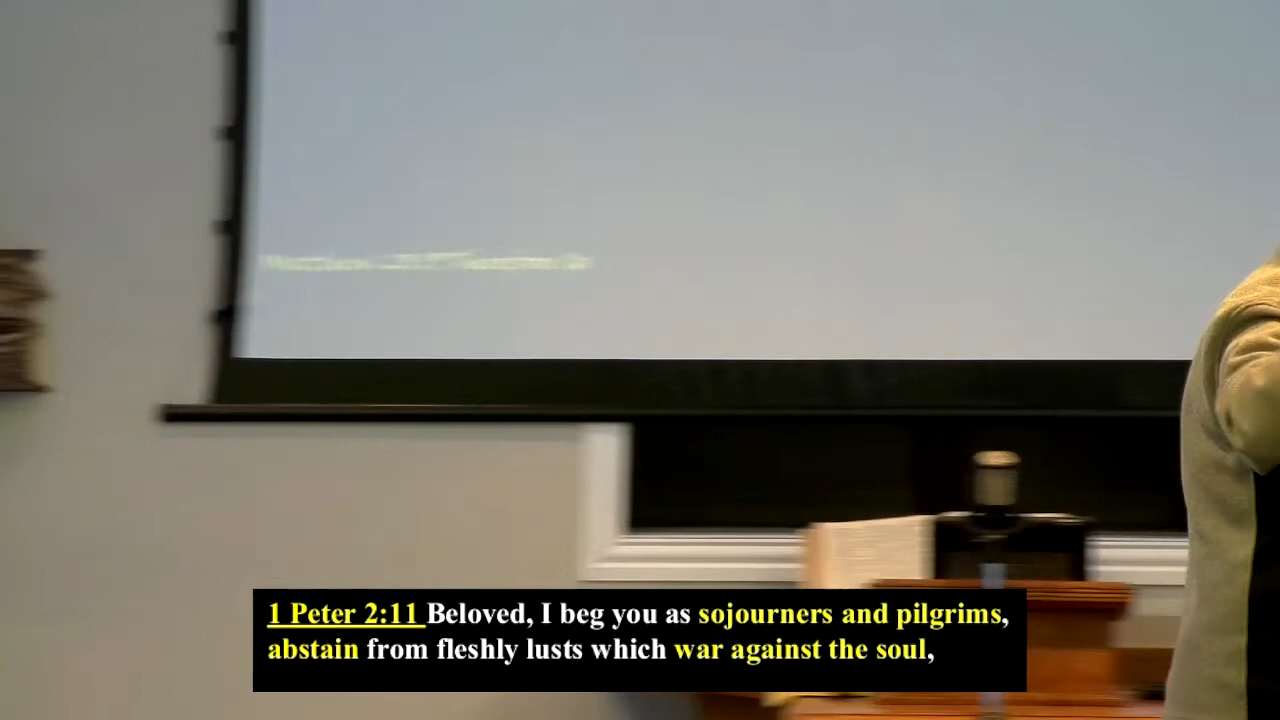 1 Peter 2:11 Beloved, I beg you as sojourners and pilgrims,
abstain from fleshly lusts which war against the soul,